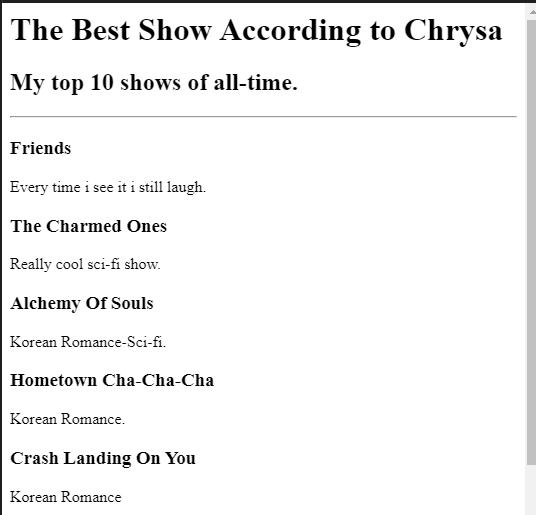 The Best Show According to Chrysa
My top 10 shows of all-time.
Friends
Every time i see it i still laugh.
The Charmed Ones
Really cool sci-fi show.
Alchemy Of Souls
Korean Romance-Sci-fi.
Hometown Cha-Cha-Cha
Korean Romance.
Crash Landing On You
Korean Romance